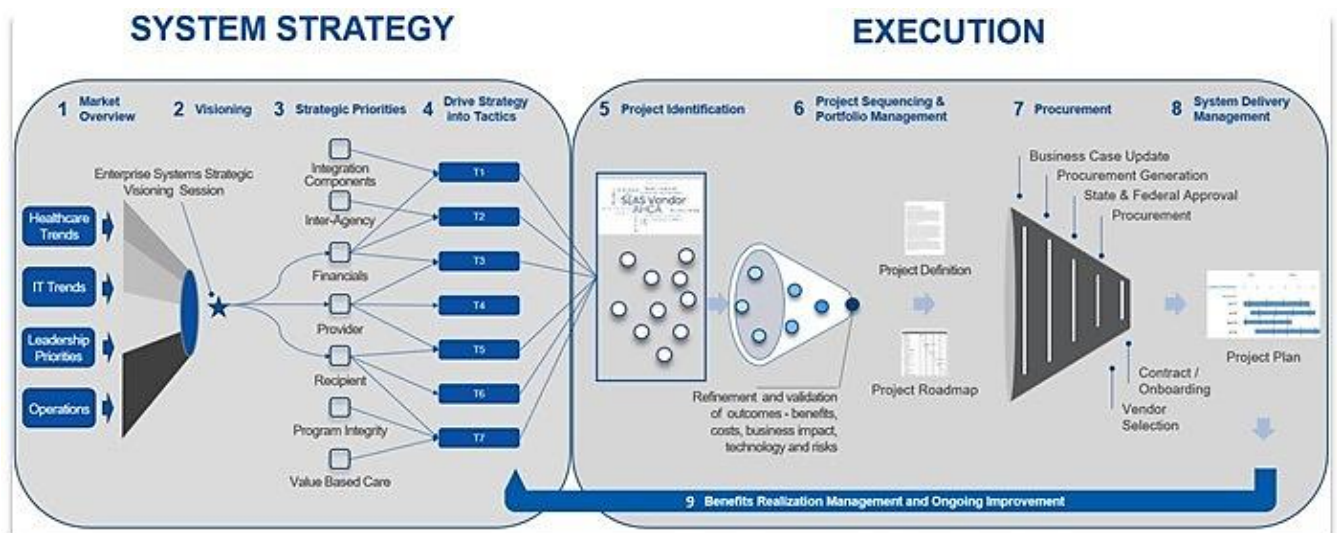 SYSTEM STRATEGY
EXECUTION
1 Market
Overview
2 Visioning
3 Strategic Priorities
4 Drive Strategy
into Tactics
5 Project Identification
6 Project Sequencing &
Portfolio Management
7 Procurement
8 System Delivery
Management
Enterprise Systems Strategic
Visioning Session
Healthcare
Trends
IT Trends
Leadership
Priorities
Operations
Integration
Components
Inter-Agency
Financials
Provider
Recipient
Program Integrity
Value Based Care
T1
T2
T3
T4
T5
T6
T7
SEAS Vendor
AHCA
Refinement and validation
of outcomes - benefits,
costs, business impact,
technology and risks
Project Definition
Project Roadmap
Business Case Update
Procurement Generation
State & Federal Approval
Procurement
Contract /
Onboarding
Vendor
Selection
Project Plan
9 Benefits Realization Management and Ongoing Improvement